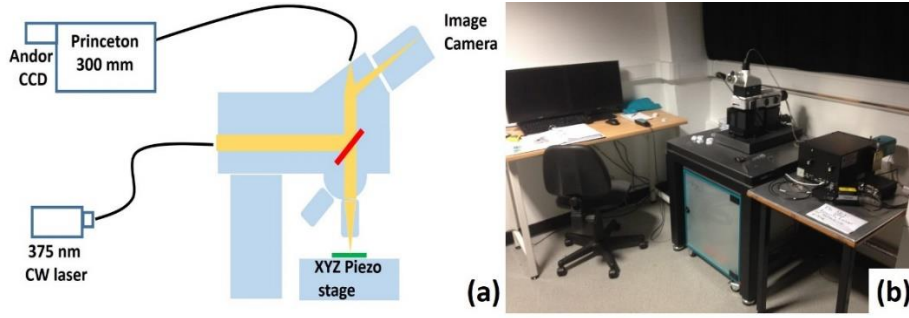 Princeton
300 mm
Andor
CCD
Image
Camera
375 nm
CW laser
XYZ Piezo
stage
(a)
(b)